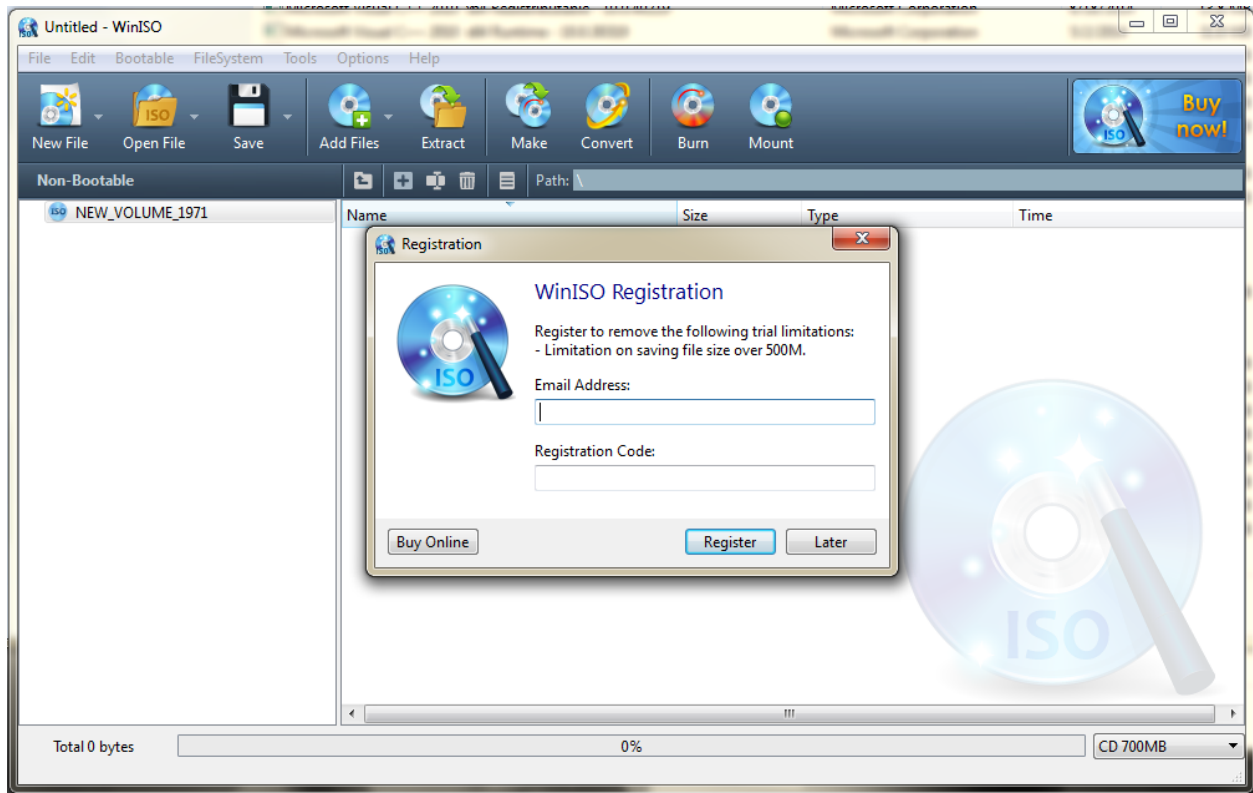 Untitled - WinISO
File Edit Bootable FileSystem Tools Options Help
New File Open File Save Add Files Extract Make Convert Burn Mount
ISO Buy now!
Non-Bootable Path: \
ISO NEW_VOLUME_1971
Name Size Type Time
Registration
WinISO Registration
Register to remove the following trial limitations:
- Limitation on saving file size over 500M.
ISO
Email Address:
Registration Code:
Buy Online Register Later
ISO
Total 0 bytes 0% CD 700MB